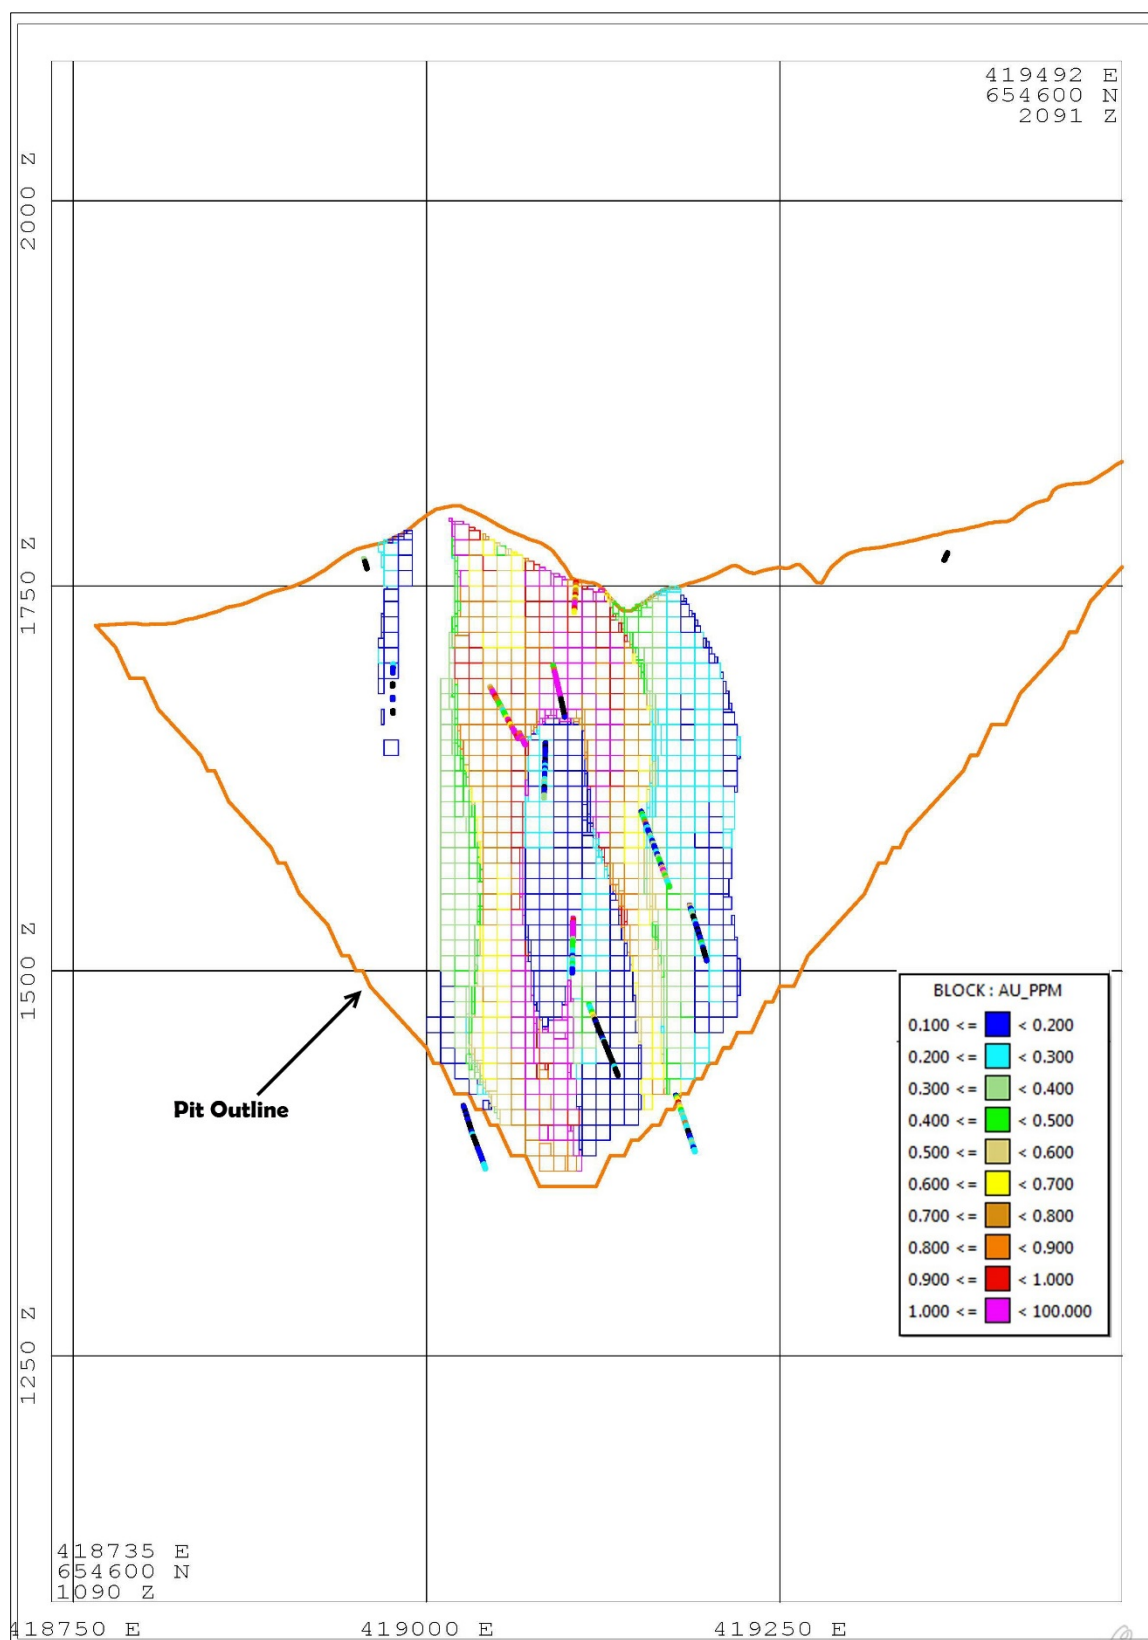 419492 E
654600 N
2091 Z
2000 Z
1750 Z
1500 Z
1250 Z
Pit Outline
BLOCK : AU_PPM
0.100 <= < 0.200
0.200 <= < 0.300
0.300 <= < 0.400
0.400 <= < 0.500
0.500 <= < 0.600
0.600 <= < 0.700
0.700 <= < 0.800
0.800 <= < 0.900
0.900 <= < 1.000
1.000 <= < 100.000
418735 E
654600 N
1090 Z
418750 E
419000 E
419250 E